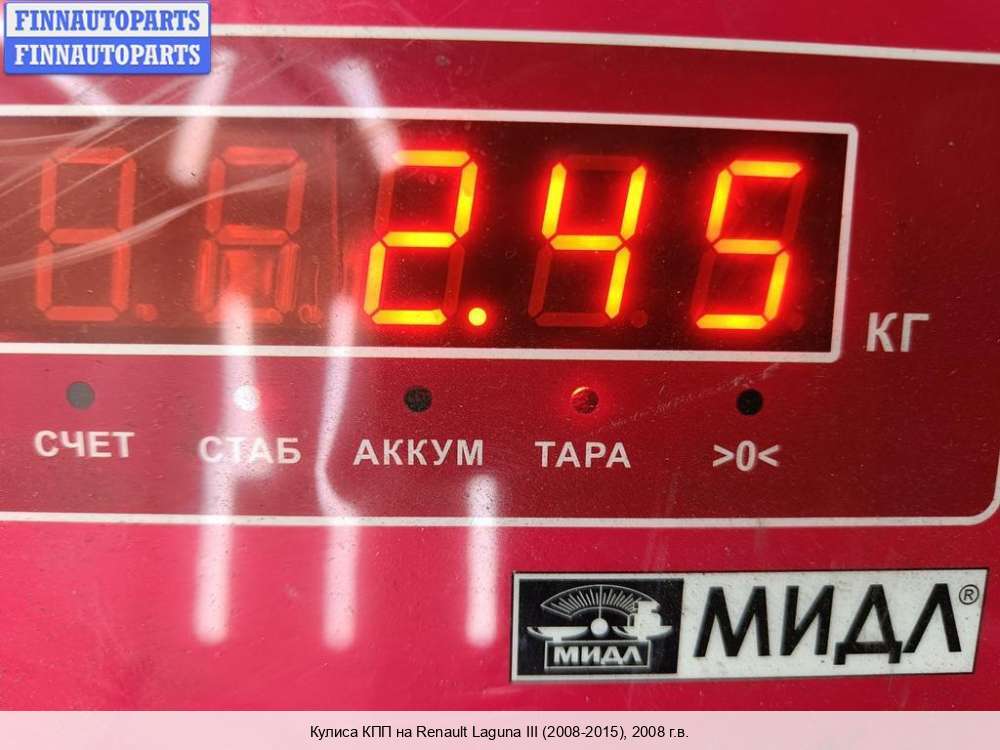 FINNAUTOPARTS
FINNAUTOPARTS
2.45
КГ
СЧЕТ СТАБ АККУМ ТАРА >0<
МИДЛ МИДЛ®
Кулиса КПП на Renault Laguna III (2008-2015), 2008 г.в.